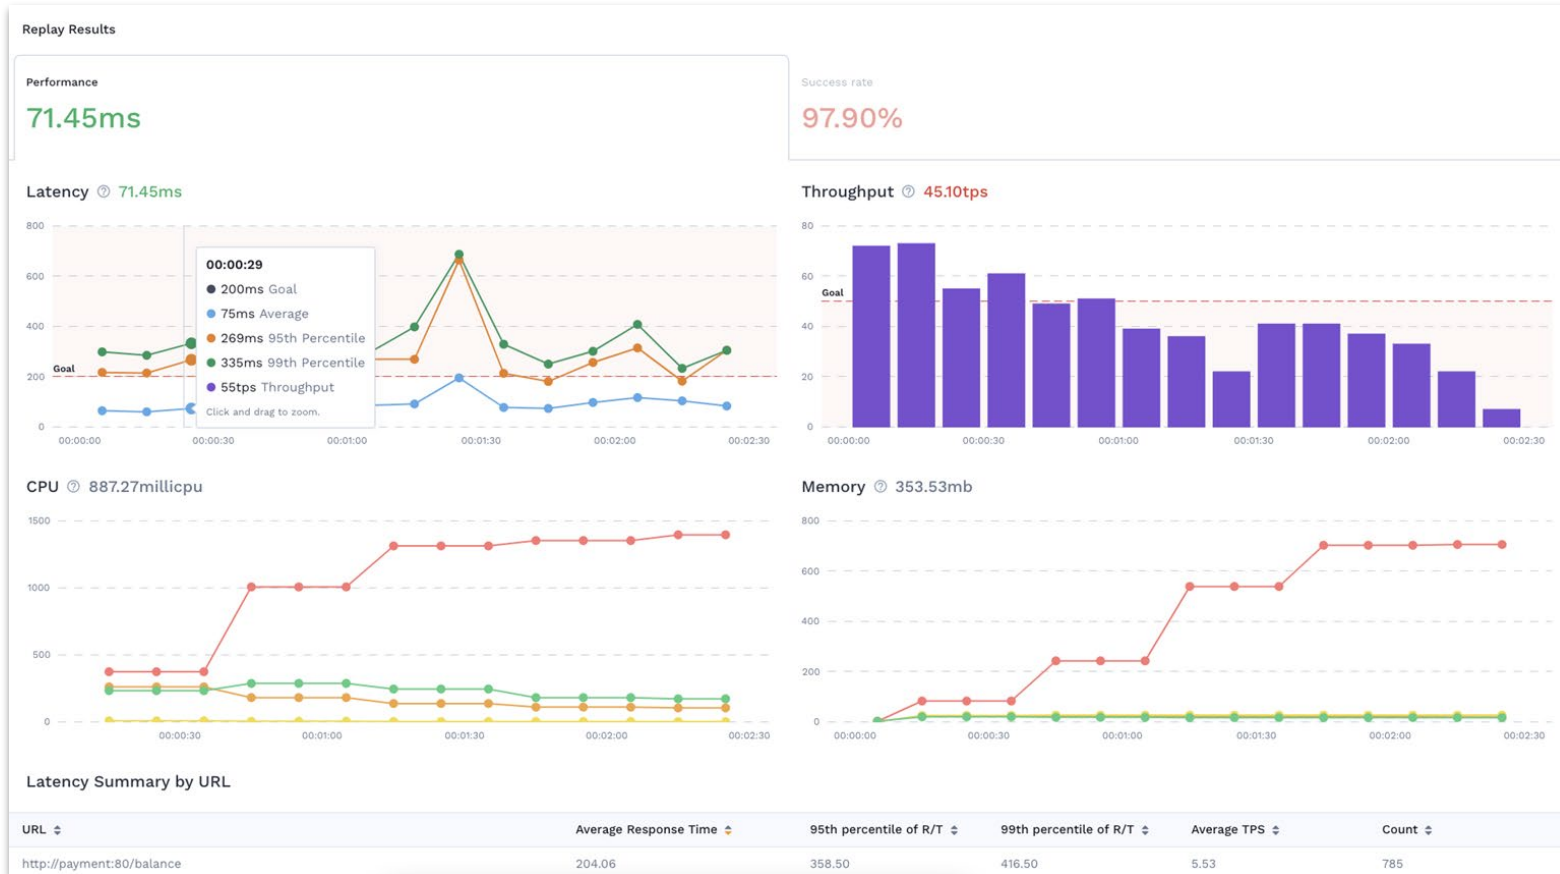 Replay Results
Performance
71.45ms
Success rate
97.90%
Latency ? 71.45ms
800
600
400
200
0
Goal
00:00:29
200ms Goal
75ms Average
269ms 95th Percentile
335ms 99th Percentile
55tps Throughput
Click and drag to zoom.
00:00:00 00:00:30 00:01:00 00:01:30 00:02:00 00:02:30
Throughput ? 45.10tps
80
60
Goal
40
20
0
00:00:00 00:00:30 00:01:00 00:01:30 00:02:00 00:02:30
CPU ? 887.27millicpu
1500
1000
500
0
00:00:30 00:01:00 00:01:30 00:02:00 00:02:30
Memory ? 353.53mb
800
600
400
200
0
00:00:00 00:00:30 00:01:00 00:01:30 00:02:00 00:02:30
Latency Summary by URL
URL Average Response Time 95th percentile of R/T 99th percentile of R/T Average TPS Count
http://payment:80/balance 204.06 358.50 416.50 5.53 785